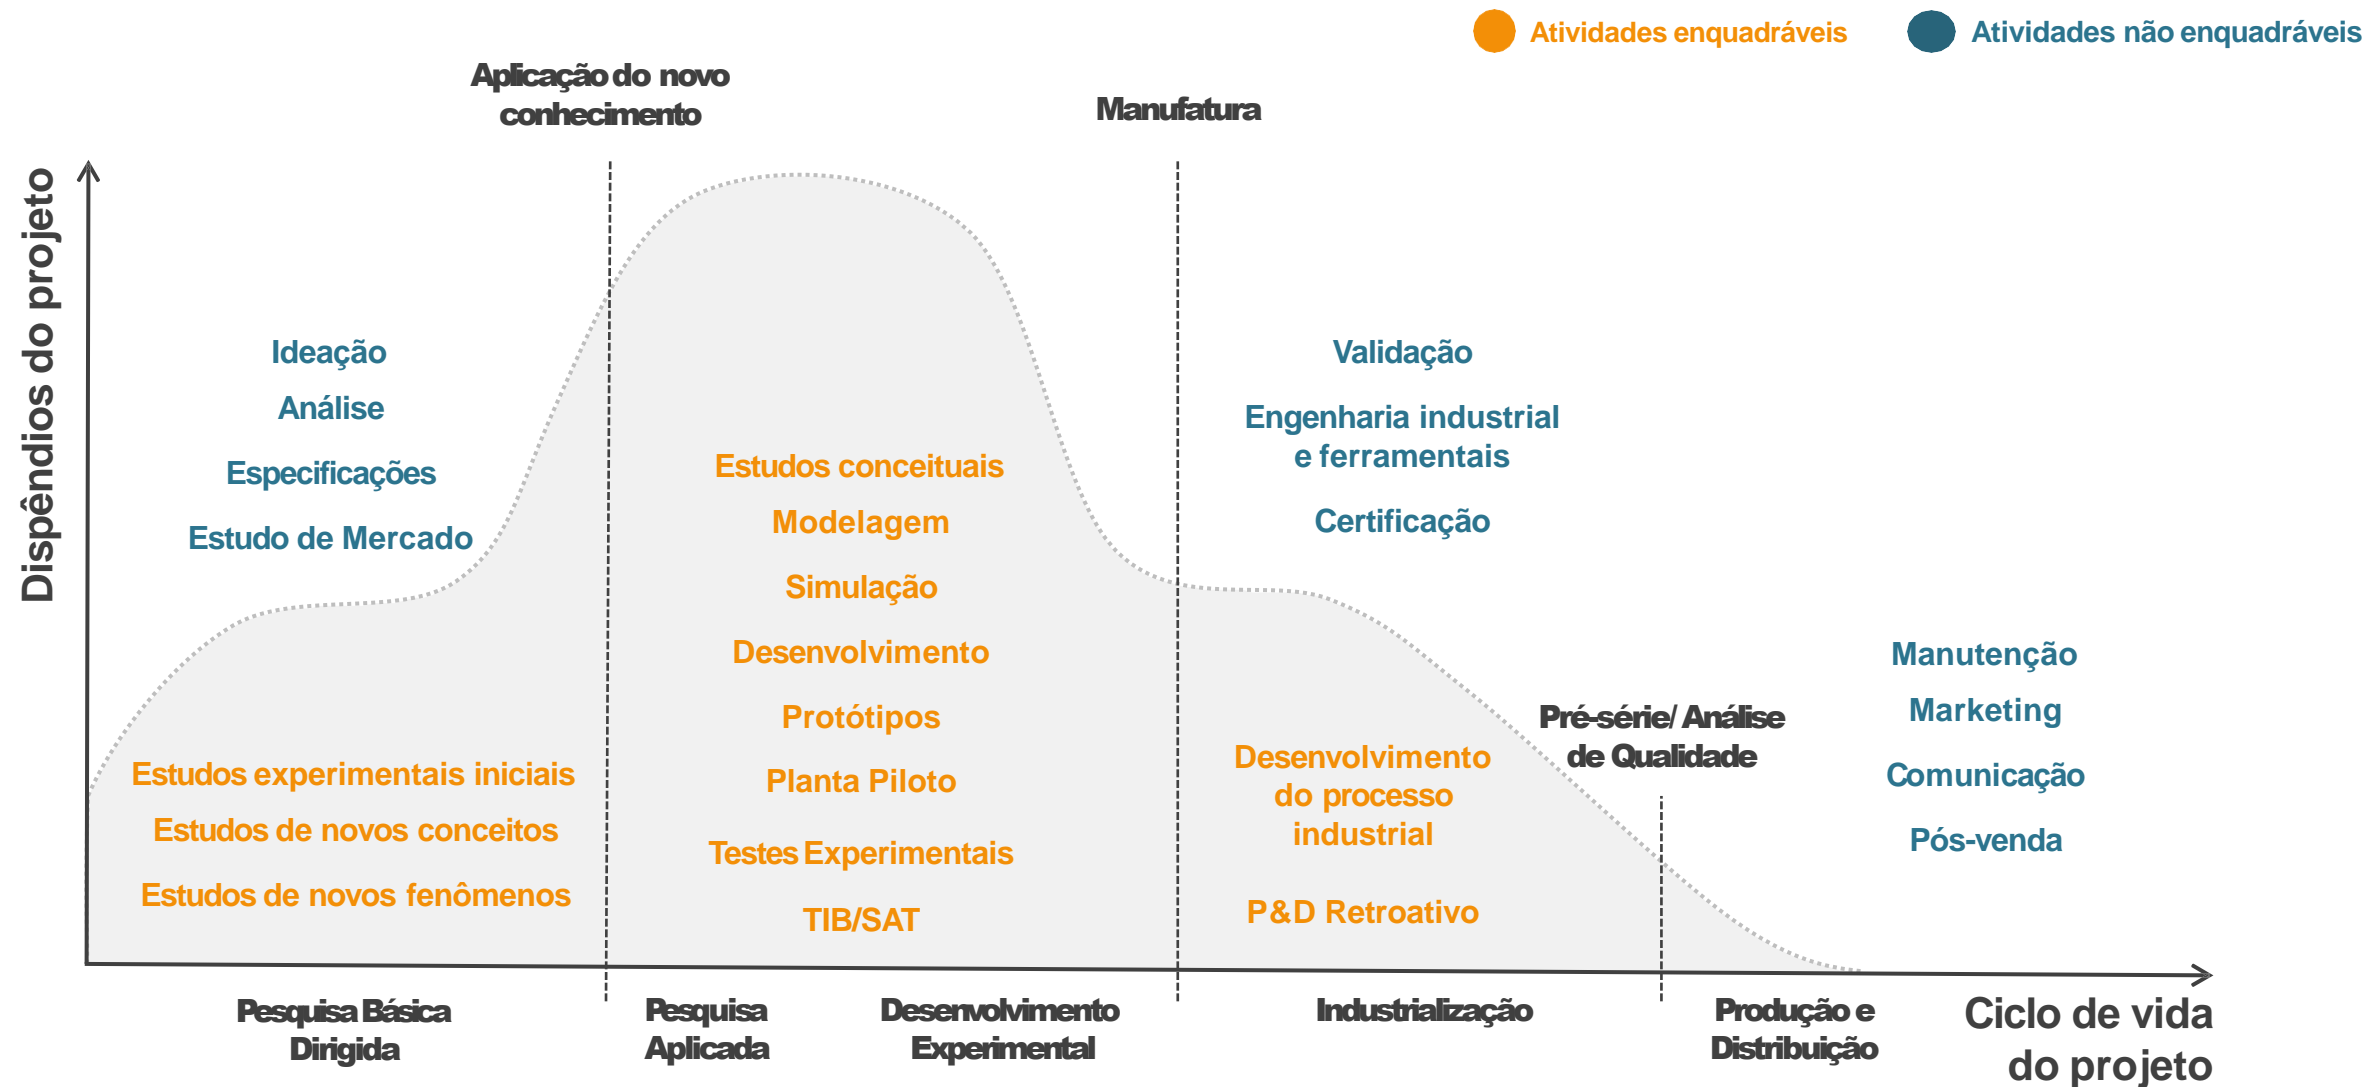 Atividades enquadráveis
Atividades não enquadráveis
Aplicação do novo
conhecimento
Manufatura
Dispêndios do projeto
Ideação
Análise
Especificações
Estudo de Mercado
Estudos experimentais iniciais
Estudos de novos conceitos
Estudos de novos fenômenos
Estudos conceituais
Modelagem
Simulação
Desenvolvimento
Protótipos
Planta Piloto
Testes Experimentais
TIB/SAT
Validação
Engenharia industrial
e ferramentais
Certificação
Desenvolvimento
do processo
industrial
P&D Retroativo
Pré-série/ Análise
de Qualidade
Manutenção
Marketing
Comunicação
Pós-venda
Pesquisa Básica
Dirigida
Pesquisa
Aplicada
Desenvolvimento
Experimental
Industrialização
Produção e
Distribuição
Ciclo de vida
do projeto